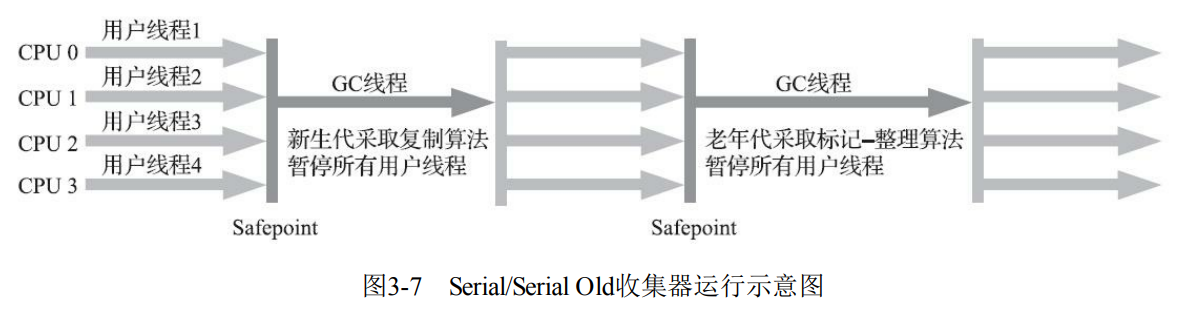 CPU 0
用户线程1
CPU 1
用户线程2
CPU 2
用户线程3
CPU 3
用户线程4
GC线程
新生代采取复制算法
暂停所有用户线程
Safepoint
GC线程
老年代采取标记–整理算法
暂停所有用户线程
Safepoint
图3-7 Serial/Serial Old收集器运行示意图